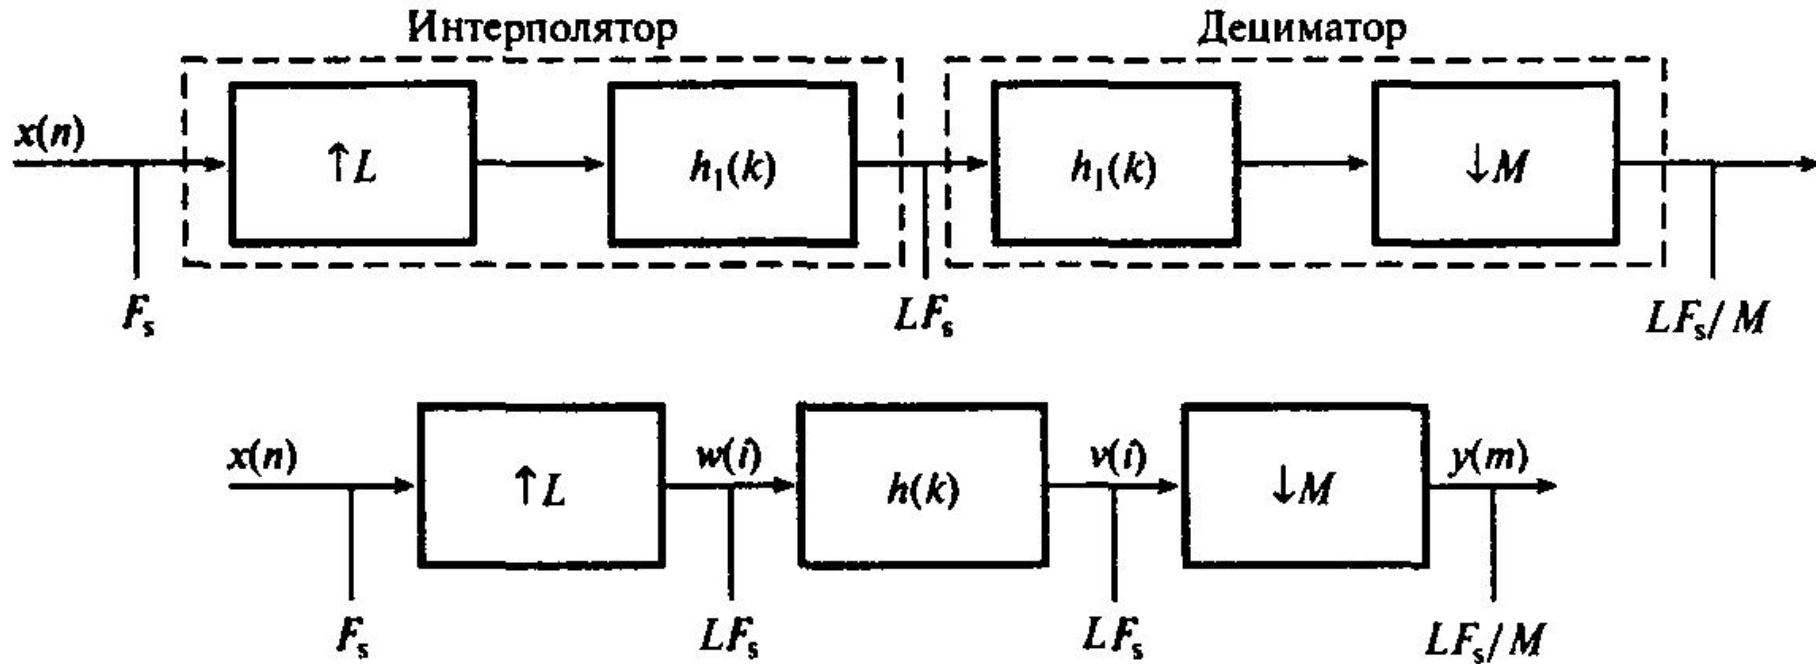 Интерполятор
Дециматор
x(n)
↑L
h₁(k)
h₁(k)
↓M
Fₛ
LFₛ
LFₛ/M
x(n)
↑L
w(i)
h(k)
v(i)
↓M
y(m)
Fₛ
LFₛ
LFₛ
LFₛ/M